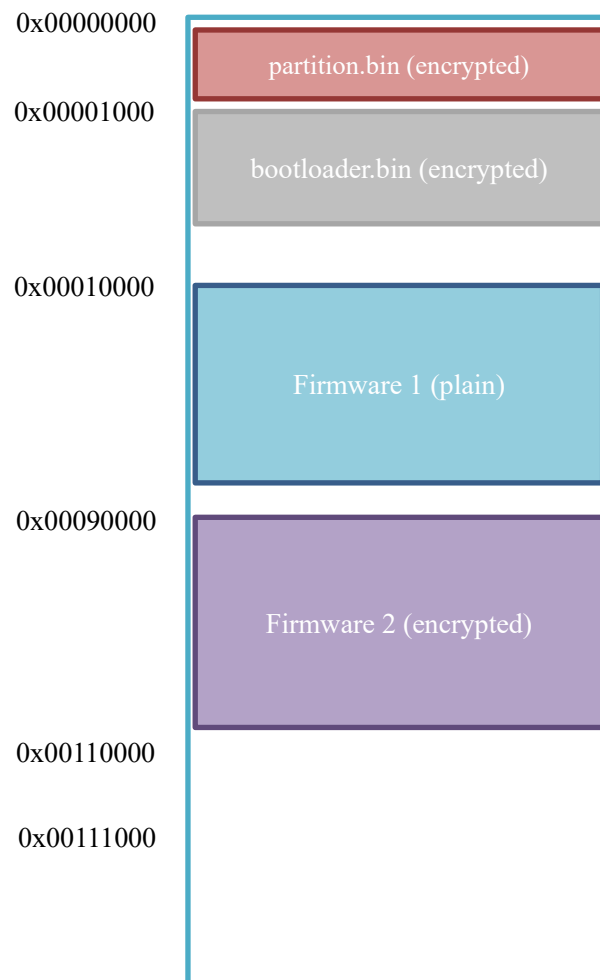 0x00000000
partition.bin (encrypted)
0x00001000
bootloader.bin (encrypted)
0x00010000
Firmware 1 (plain)
0x00090000
Firmware 2 (encrypted)
0x00110000
0x00111000